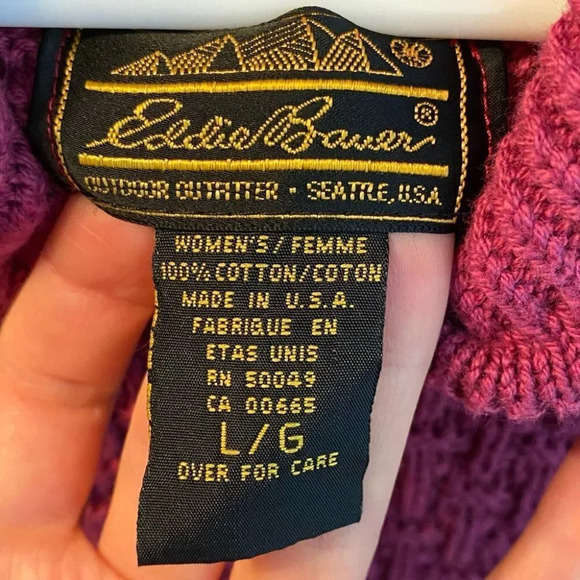 Eddie Bauer®
OUTDOOR OUTFITTER • SEATTLE, U.S.A.
WOMEN'S / FEMME
100% COTTON/COTON
MADE IN U.S.A.
FABRIQUE EN
ETAS UNIS
RN 50049
CA 00665
L/G
OVER FOR CARE